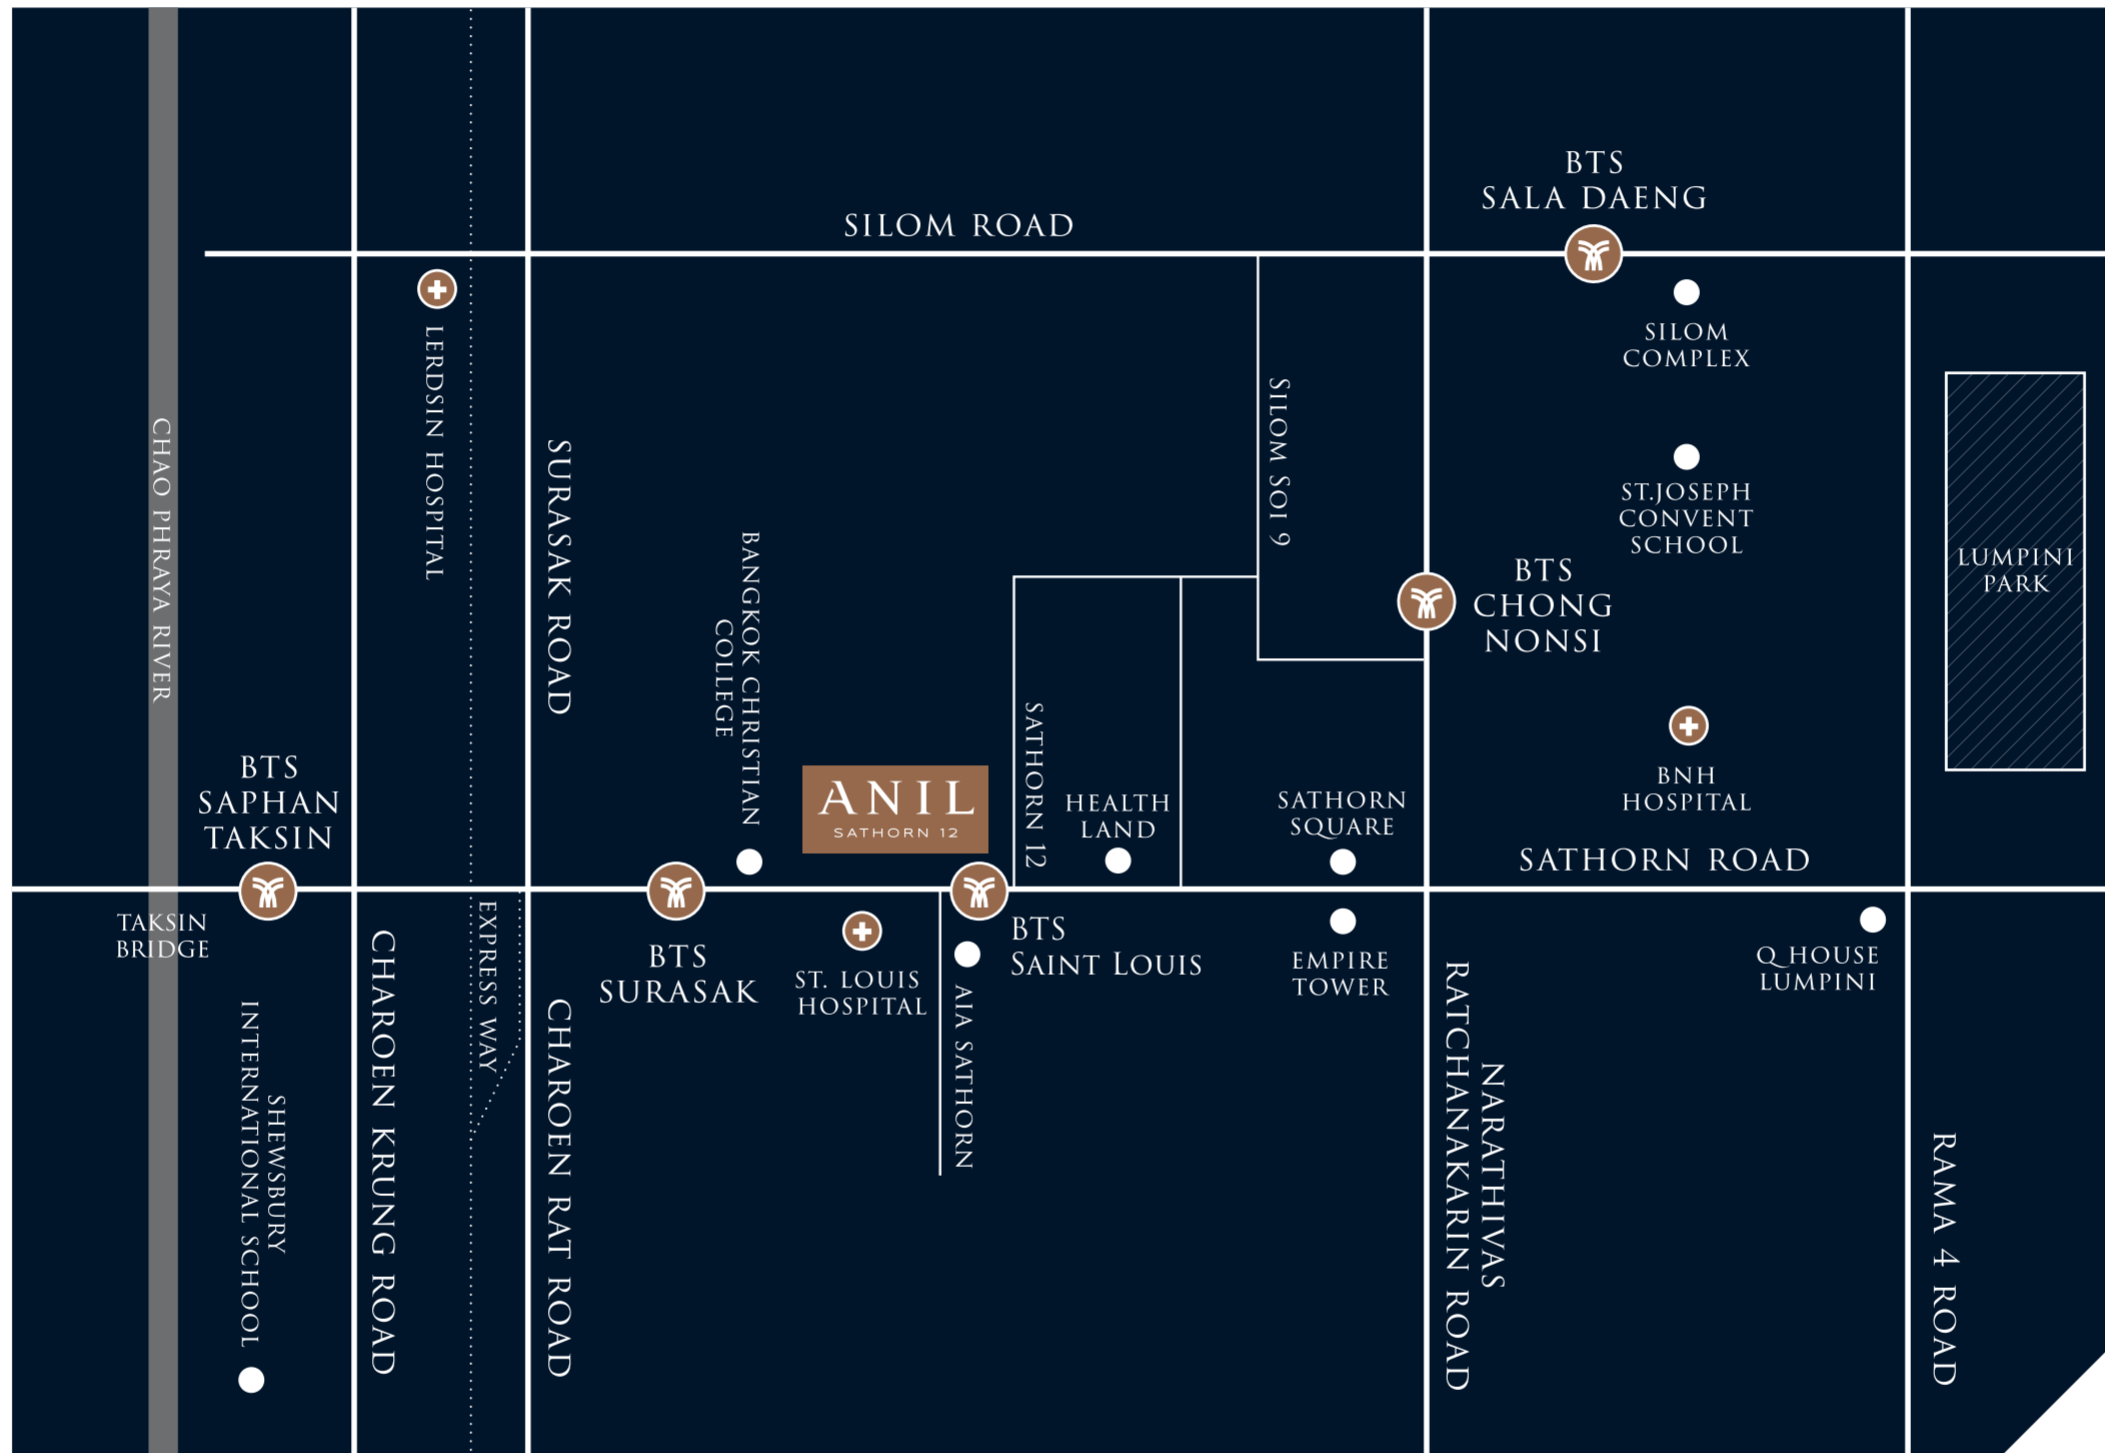 BTS
SALA DAENG
SILOM ROAD
SILOM
COMPLEX
LERDSIN HOSPITAL
SILOM SOI 9
CHAO PHRAYA RIVER
SURASAK ROAD
ST.JOSEPH
CONVENT
SCHOOL
LUMPINI
PARK
BANGKOK CHRISTIAN
COLLEGE
BTS
CHONG
NONSI
SATHORN 12
BTS
SAPHAN
TAKSIN
ANIL
SATHORN 12
HEALTH
LAND
SATHORN
SQUARE
BNH
HOSPITAL
SATHORN ROAD
TAKSIN
BRIDGE
EXPRESS WAY
CHAROEN KRUNG ROAD
BTS
SURASAK
ST. LOUIS
HOSPITAL
BTS
SAINT LOUIS
AIA SATHORN
EMPIRE
TOWER
Q HOUSE
LUMPINI
SHEWSBURY
INTERNATIONAL SCHOOL
CHAROEN RAT ROAD
NARATHIVAS
RATCHANAKARIN ROAD
RAMA 4 ROAD